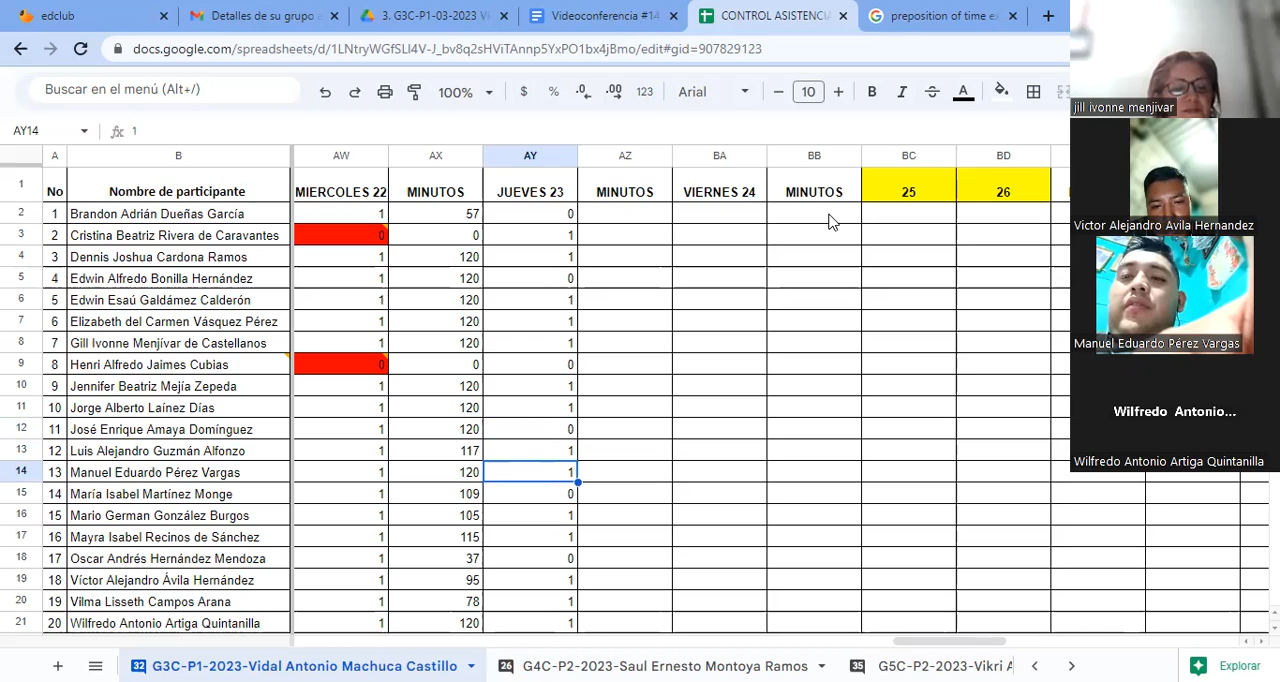 edclub
Detalles de su grupo
3. G3C-P1-03-2023
Videoconferencia #14
CONTROL ASISTENCIA
preposition of time e
docs.google.com/spreadsheets/d/1LNtryWGfSLI4V-J_bv8q2sHViTAnnp5YxPO1bx4jBmo/edit#gid=907829123
Buscar en el menú (Alt+/)
100%
$ % .0 .00 123
Arial
10
B I S A
AY14
fx 1
A B AW AX AY AZ BA BB BC BD
1 No Nombre de participante MIERCOLES 22 MINUTOS JUEVES 23 MINUTOS VIERNES 24 MINUTOS 25 26
2 1 Brandon Adrián Dueñas García 1 57 0
3 2 Cristina Beatriz Rivera de Caravantes 0 0 1
4 3 Dennis Joshua Cardona Ramos 1 120 1
5 4 Edwin Alfredo Bonilla Hernández 1 120 0
6 5 Edwin Esaú Galdámez Calderón 1 120 1
7 6 Elizabeth del Carmen Vásquez Pérez 1 120 1
8 7 Gill Ivonne Menjívar de Castellanos 1 120 1
9 8 Henri Alfredo Jaimes Cubias 0 0 0
10 9 Jennifer Beatriz Mejía Zepeda 1 120 1
11 10 Jorge Alberto Laínez Días 1 120 1
12 11 José Enrique Amaya Domínguez 1 120 0
13 12 Luis Alejandro Guzmán Alfonzo 1 117 1
14 13 Manuel Eduardo Pérez Vargas 1 120 1
15 14 María Isabel Martínez Monge 1 109 0
16 15 Mario German González Burgos 1 105 1
17 16 Mayra Isabel Recinos de Sánchez 1 115 1
18 17 Oscar Andrés Hernández Mendoza 1 37 0
19 18 Víctor Alejandro Ávila Hernández 1 95 1
20 19 Vilma Lisseth Campos Arana 1 78 1
21 20 Wilfredo Antonio Artiga Quintanilla 1 120 1
32 G3C-P1-2023-Vidal Antonio Machuca Castillo
26 G4C-P2-2023-Saul Ernesto Montoya Ramos
35 G5C-P2-2023-Vikri
Explorar
jill ivonne menjivar
Víctor Alejandro Avila Hernandez
Manuel Eduardo Pérez Vargas
Wilfredo Antonio...
Wilfredo Antonio Artiga Quintanilla